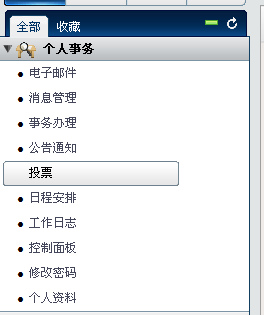 全部 收藏
个人事务
电子邮件
消息管理
事务办理
公告通知
投票
日程安排
工作日志
控制面板
修改密码
个人资料